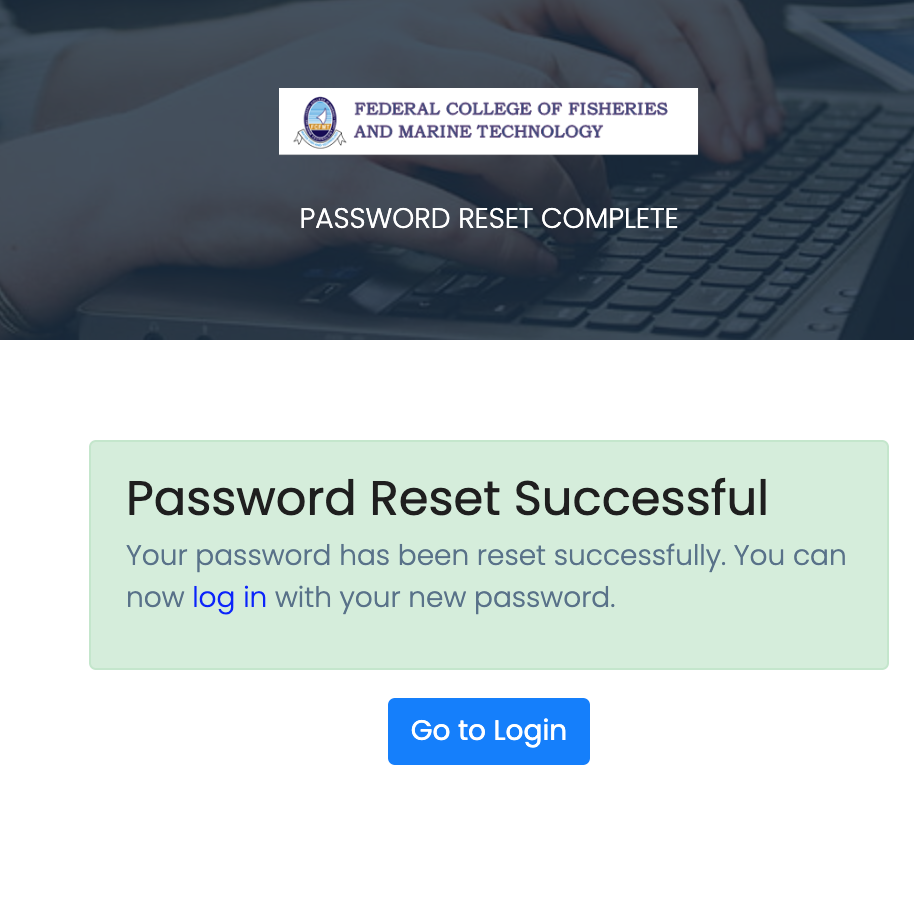 FEDERAL COLLEGE OF FISHERIES
AND MARINE TECHNOLOGY
PASSWORD RESET COMPLETE
Password Reset Successful
Your password has been reset successfully. You can
now log in with your new password.
Go to Login